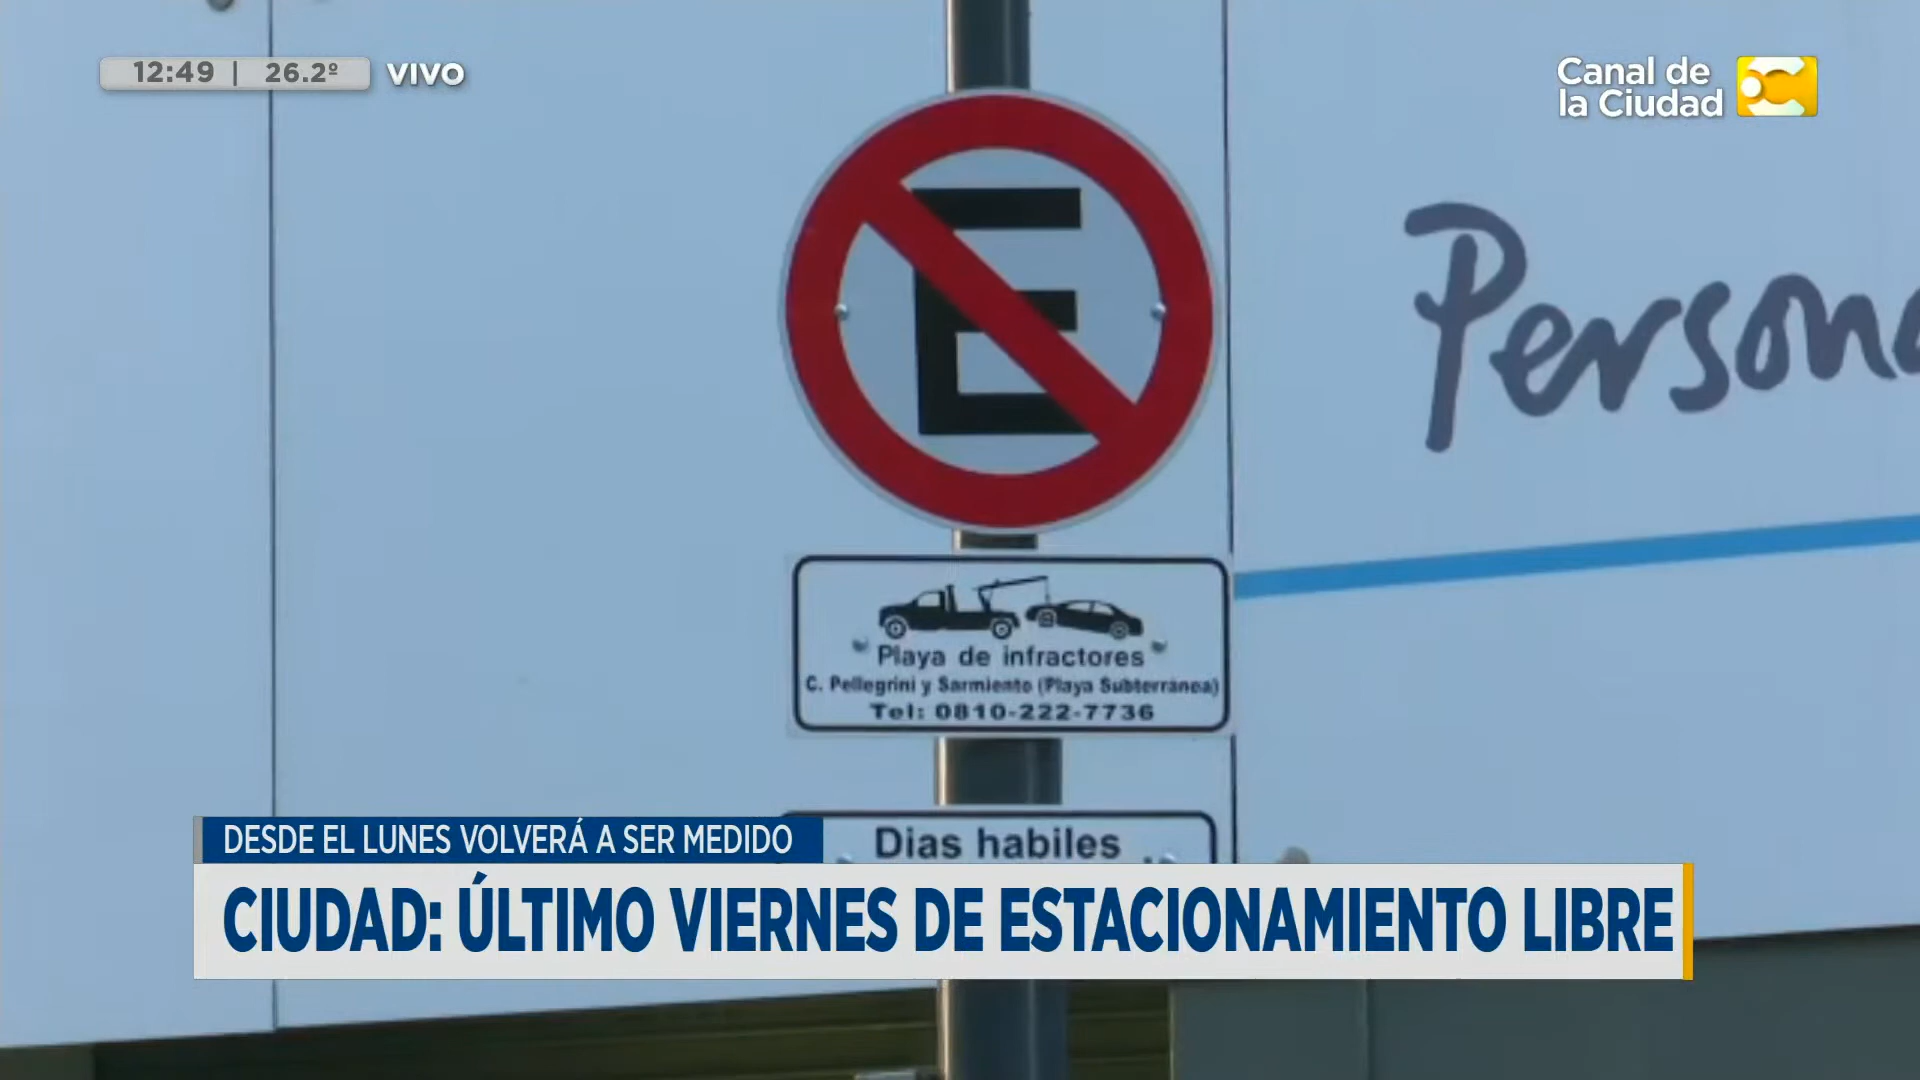 12:49 | 26.2º VIVO
Canal de
la Ciudad
E
Persona
Playa de infractores
C. Pellegrini y Sarmiento (Playa Subterránea)
Tel: 0810-222-7736
Dias habiles
DESDE EL LUNES VOLVERÁ A SER MEDIDO
CIUDAD: ÚLTIMO VIERNES DE ESTACIONAMIENTO LIBRE